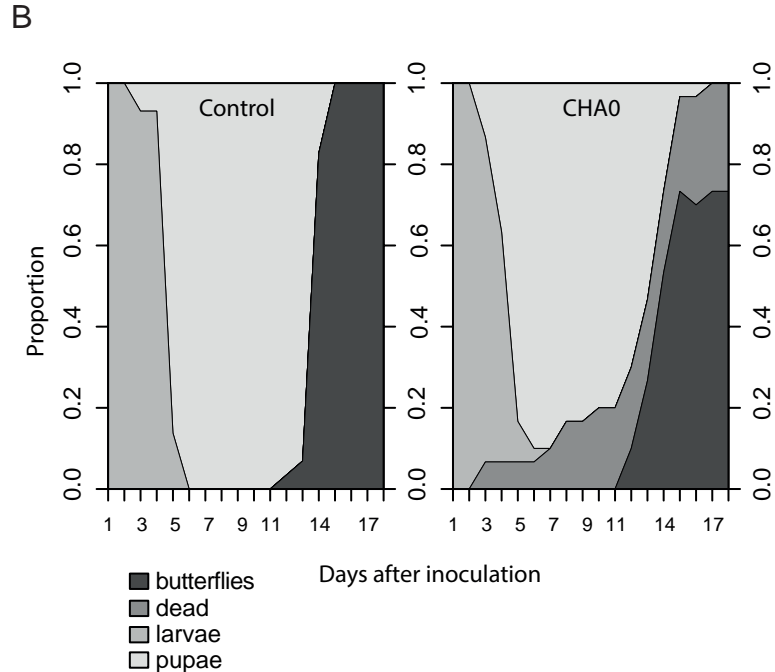 B
Control
CHA0
Proportion
0.0 0.2 0.4 0.6 0.8 1.0
0.0 0.2 0.4 0.6 0.8 1.0
0.0 0.2 0.4 0.6 0.8 1.0
1 3 5 7 9 11 14 17
1 3 5 7 9 11 14 17
Days after inoculation
butterflies
dead
larvae
pupae